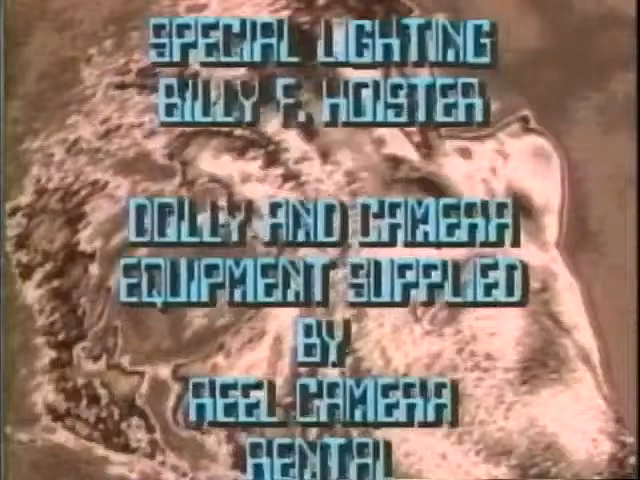 SPECIAL LIGHTING
BILLY F. HOISTER
DOLLY AND CAMERA
EQUIPMENT SUPPLIED
BY
REEL CAMERA
RENTAL